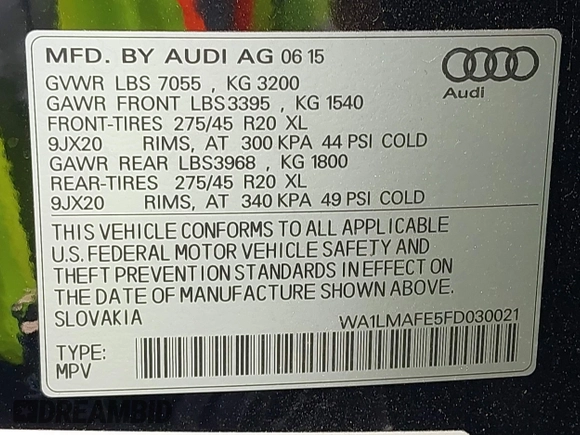 MFD. BY AUDI AG 06 15
Audi
GVWR LBS 7055 , KG 3200
GAWR FRONT LBS3395 , KG 1540
FRONT-TIRES 275/45 R20 XL
9JX20 RIMS, AT 300 KPA 44 PSI COLD
GAWR REAR LBS3968 , KG 1800
REAR-TIRES 275/45 R20 XL
9JX20 RIMS, AT 340 KPA 49 PSI COLD
THIS VEHICLE CONFORMS TO ALL APPLICABLE
U.S. FEDERAL MOTOR VEHICLE SAFETY AND
THEFT PREVENTION STANDARDS IN EFFECT ON
THE DATE OF MANUFACTURE SHOWN ABOVE.
SLOVAKIA WA1LMAFE5FD030021
TYPE:
MPV
DREAMBID